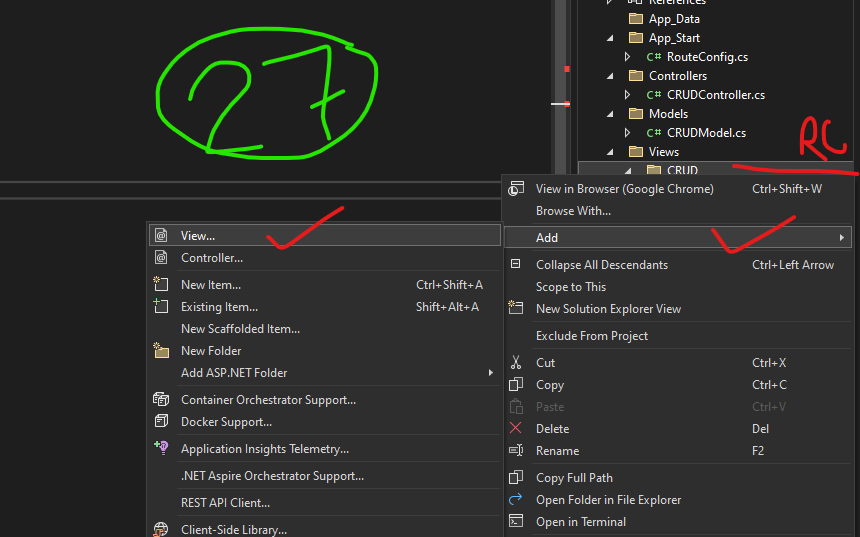 References
App_Data
App_Start
C# RouteConfig.cs
Controllers
C# CRUDController.cs
Models
C# CRUDModel.cs
Views
CRUD
27
RC
View in Browser (Google Chrome) Ctrl+Shift+W
Browse With...
Add
Collapse All Descendants Ctrl+Left Arrow
Scope to This
New Solution Explorer View
Exclude From Project
Cut Ctrl+X
Copy Ctrl+C
Paste Ctrl+V
Delete Del
Rename F2
Copy Full Path
Open Folder in File Explorer
Open in Terminal
View...
Controller...
New Item... Ctrl+Shift+A
Existing Item... Shift+Alt+A
New Scaffolded Item...
New Folder
Add ASP.NET Folder
Container Orchestrator Support...
Docker Support...
Application Insights Telemetry...
.NET Aspire Orchestrator Support...
REST API Client...
Client-Side Library...